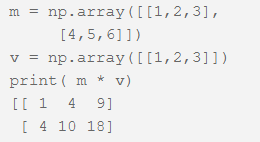 m = np.array([[1,2,3],
[4,5,6]])
v = np.array([[1,2,3]])
print( m * v)
[[ 1 4 9]
[ 4 10 18]